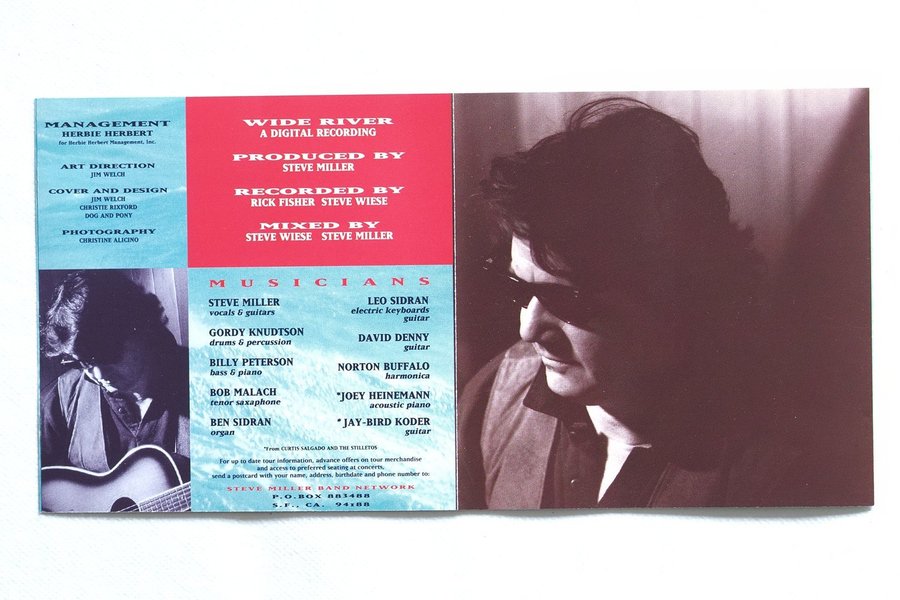 MANAGEMENT
HERBIE HERBERT
for Herbie Herbert Management, Inc.
ART DIRECTION
JIM WELCH
COVER AND DESIGN
JIM WELCH
CHRISTIE RIXFORD
DOG AND PONY
PHOTOGRAPHY
CHRISTINE ALICINO
WIDE RIVER
A DIGITAL RECORDING
PRODUCED BY
STEVE MILLER
RECORDED BY
RICK FISHER STEVE WIESE
MIXED BY
STEVE WIESE STEVE MILLER
MUSICIANS
STEVE MILLER
vocals & guitars
GORDY KNUDTSON
drums & percussion
BILLY PETERSON
bass & piano
BOB MALACH
tenor saxaphone
BEN SIDRAN
organ
LEO SIDRAN
electric keyboards
guitar
DAVID DENNY
guitar
NORTON BUFFALO
harmonica
*JOEY HEINEMANN
acoustic piano
*JAY-BIRD KODER
guitar
*From CURTIS SALGADO AND THE STILLETOS
For up to date tour information, advance offers on tour merchandise
and access to preferred seating at concerts,
send a postcard with your name, address, birthdate and phone number to:
STEVE MILLER BAND NETWORK
P.O.BOX 883488
S.F., CA. 94188